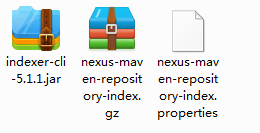 indexer-cli
-5.1.1.jar
nexus-mav
en-reposit
ory-index.
gz
nexus-mav
en-reposit
ory-index.
properties